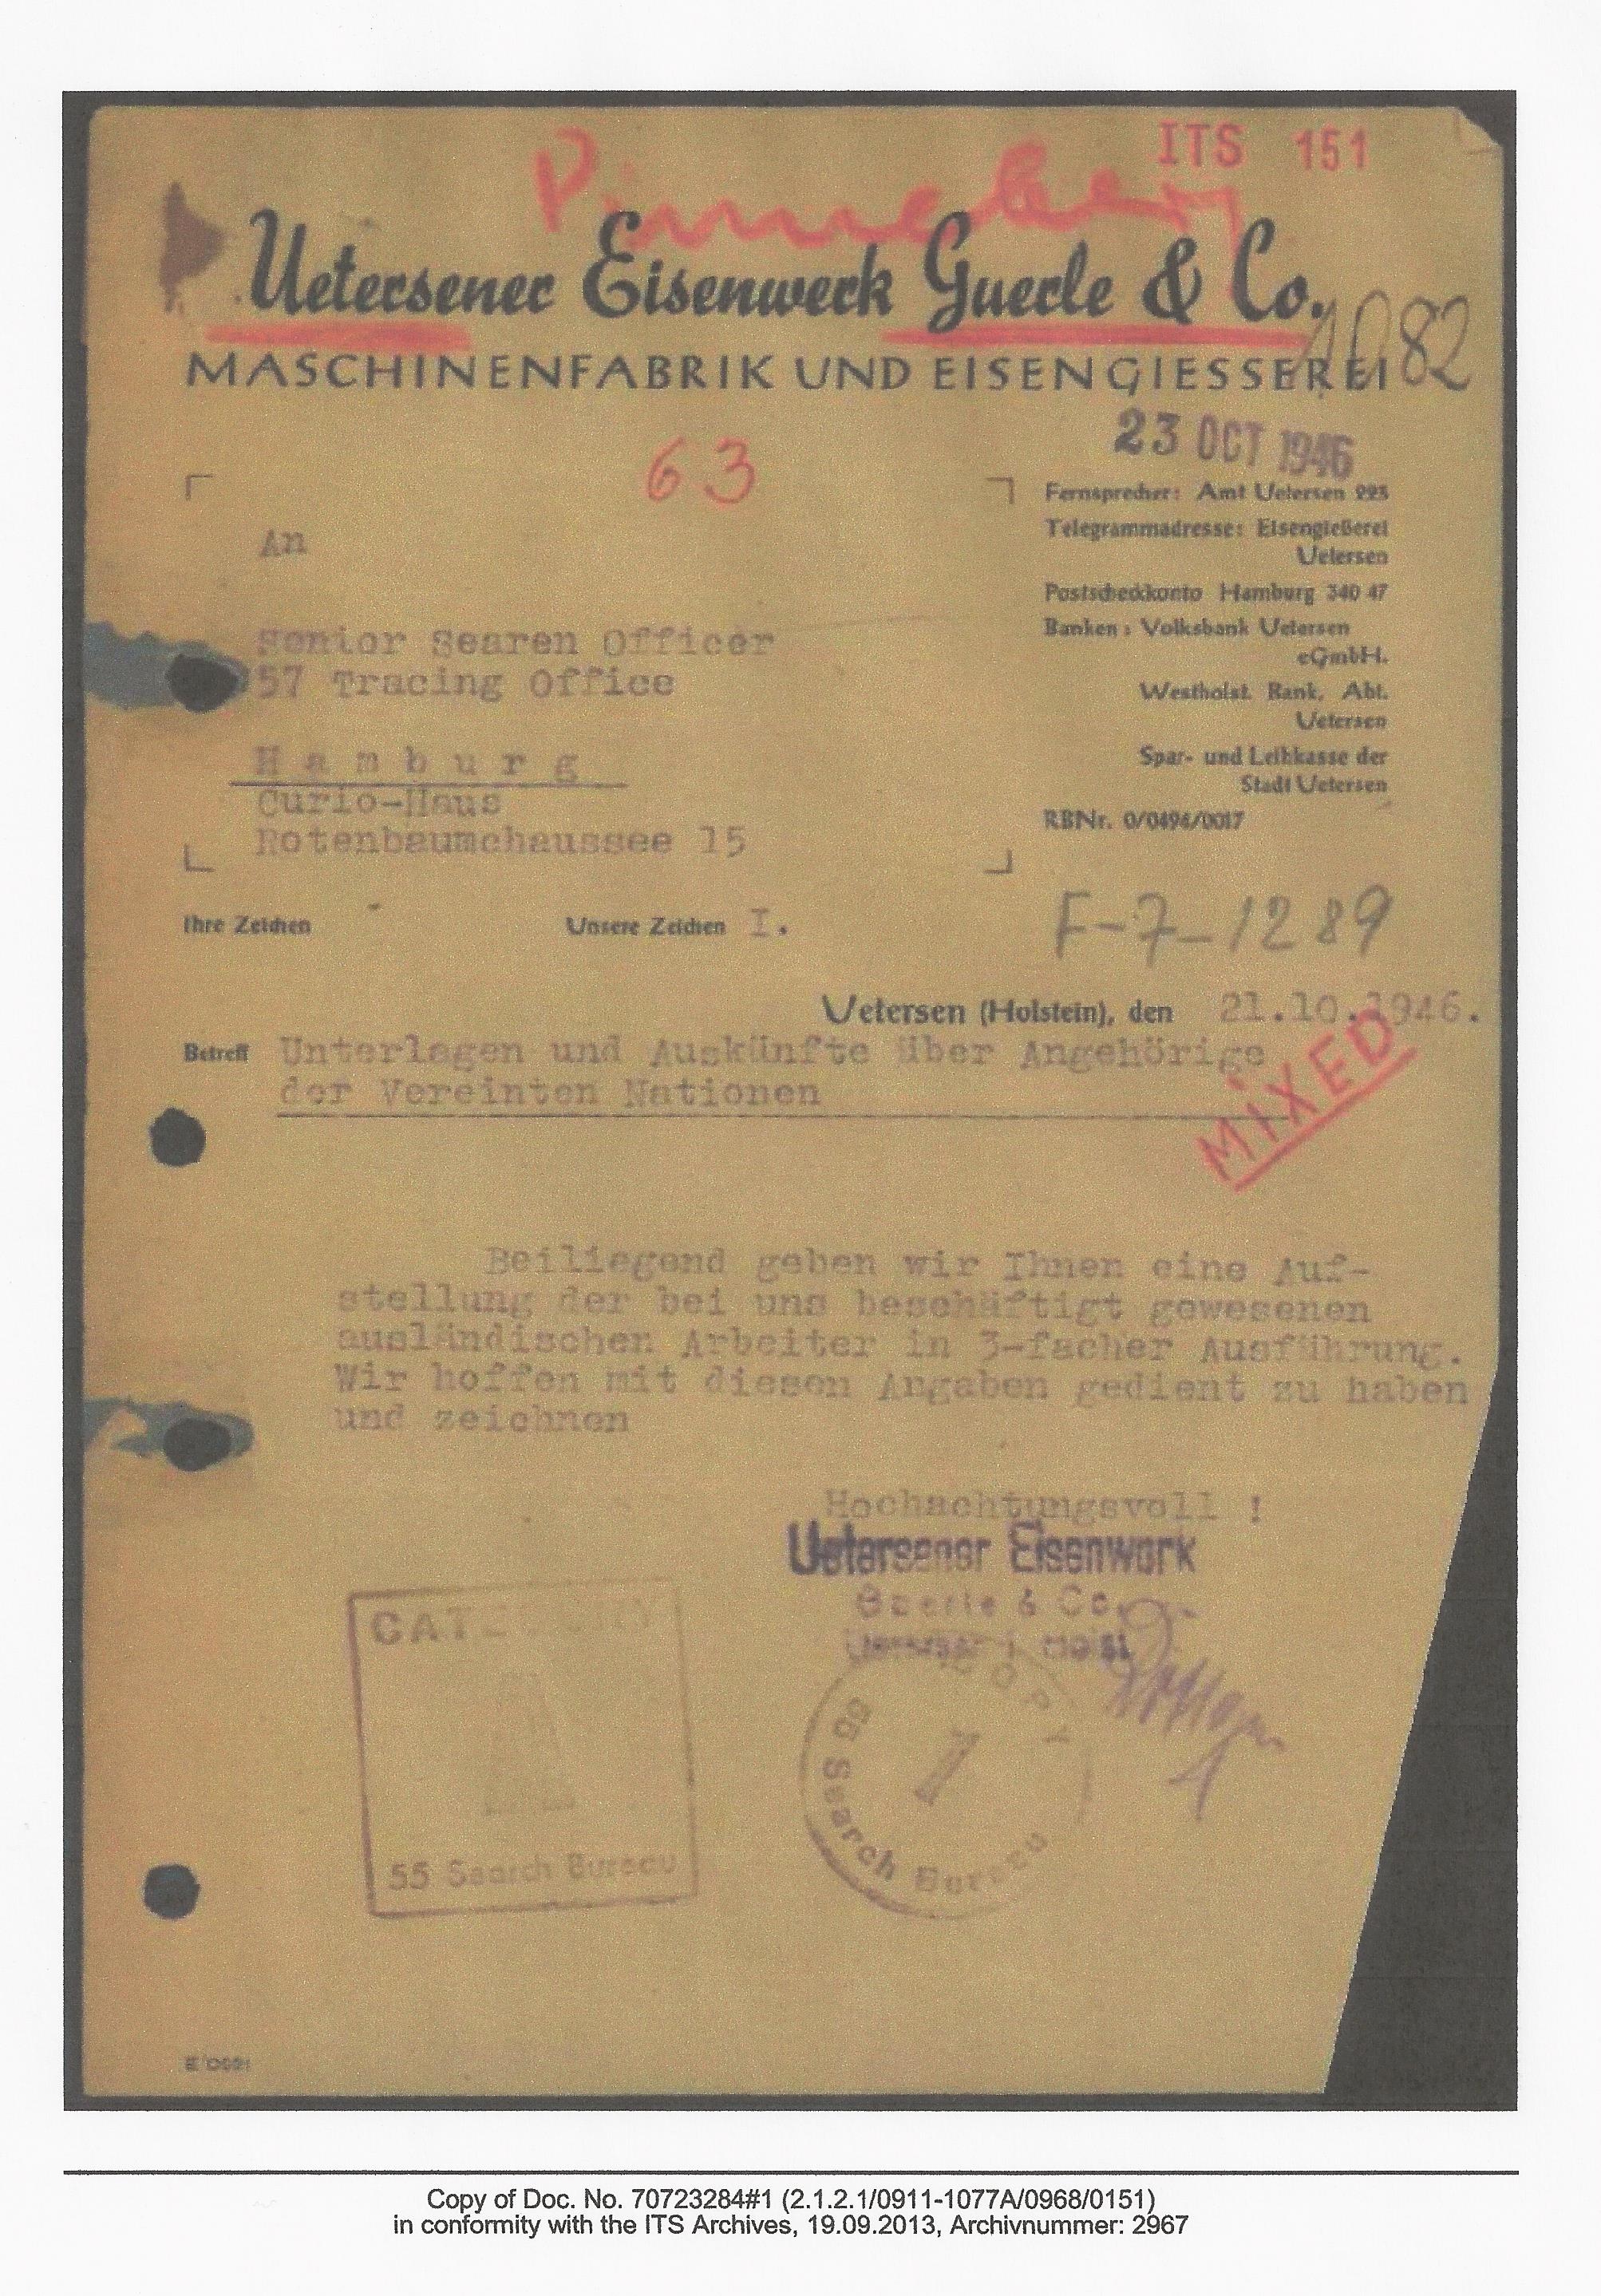 ITS 151
Pinneberg
Uetersener Eisenwerk Guerle & Co.
MASCHINENFABRIK UND EISENGIESSEREI
82
23 OCT 1946
63
Fernsprecher: Amt Uetersen 223
Telegrammadresse: Eisengießerei
Uetersen
Postscheckkonto Hamburg 340 47
Banken: Volksbank Uetersen
eGmbH.
Westholst. Bank, Abt.
Uetersen
Spar- und Leihkasse der
Stadt Uetersen
RBNr. 0/0494/0017
An
Senior Searen Officer
57 Tracing Office
Hamburg
Curio-Haus
Rotenbaumchaussee 15
Ihre Zeichen
Unsere Zeichen I.
F-7-1289
Uetersen (Holstein), den 21.10.1946.
Betreff Unterlagen und Auskünfte über Angehörige
der Vereinten Nationen
MIXED
Beiliegend geben wir Ihnen eine Auf-
stellung der bei uns beschäftigt gewesenen
ausländischen Arbeiter in 3-facher Ausführung.
Wir hoffen mit diesen Angaben gedient zu haben
und zeichnen
Hochachtungsvoll !
Uetersener Eisenwerk
Guerle & Co.
Uetersen i. Holst.
CATEGORY
55 Search Bureau
COPY
55 Search Bureau
1
Copy of Doc. No. 70723284#1 (2.1.2.1/0911-1077A/0968/0151)
in conformity with the ITS Archives, 19.09.2013, Archivnummer: 2967